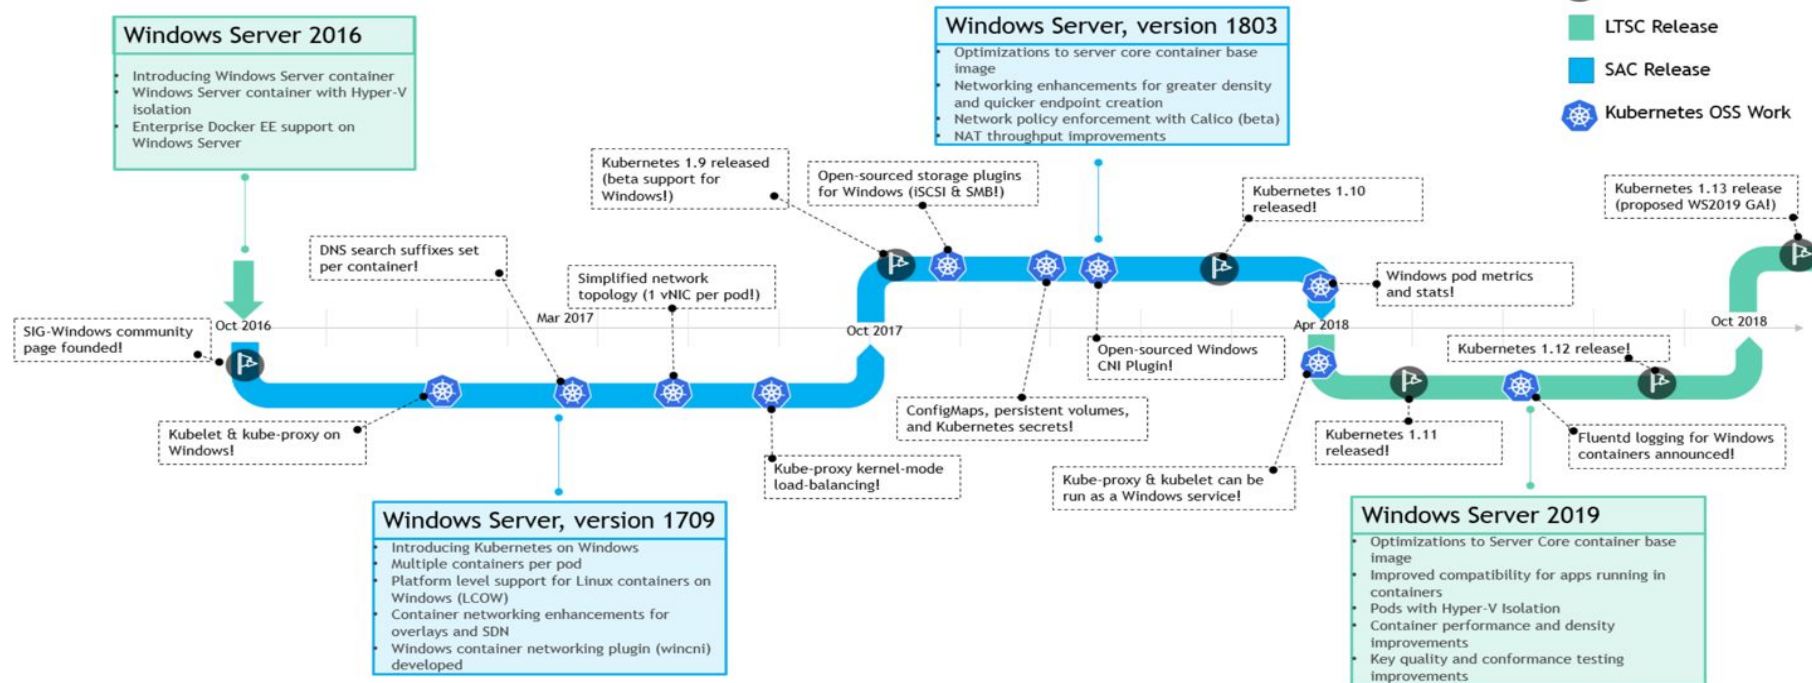 Windows Server 2016
Introducing Windows Server container
Windows Server container with Hyper-V
isolation
Enterprise Docker EE support on
Windows Server
Windows Server, version 1803
Optimizations to server core container base
image
Networking enhancements for greater density
and quicker endpoint creation
Network policy enforcement with Calico (beta)
NAT throughput improvements
LTSC Release
SAC Release
Kubernetes OSS Work
Kubernetes 1.9 released
(beta support for
Windows!)
Open-sourced storage plugins
for Windows (iSCSI & SMB!)
Kubernetes 1.10
released!
Kubernetes 1.13 release
(proposed WS2019 GA!)
DNS search suffixes set
per container!
Simplified network
topology (1 vNIC per pod!)
Windows pod metrics
and stats!
SIG-Windows community
page founded!
Oct 2016
Mar 2017
Oct 2017
Apr 2018
Oct 2018
Open-sourced Windows
CNI Plugin!
Kubernetes 1.12 release!
ConfigMaps, persistent volumes,
and Kubernetes secrets!
Kubelet & kube-proxy on
Windows!
Kube-proxy kernel-mode
load-balancing!
Kube-proxy & kubelet can be
run as a Windows service!
Kubernetes 1.11
released!
Fluentd logging for Windows
containers announced!
Windows Server, version 1709
Introducing Kubernetes on Windows
Multiple containers per pod
Platform level support for Linux containers on
Windows (LCOW)
Container networking enhancements for
overlays and SDN
Windows container networking plugin (wincni)
developed
Windows Server 2019
Optimizations to Server Core container base
image
Improved compatibility for apps running in
containers
Pods with Hyper-V Isolation
Container performance and density
improvements
Key quality and conformance testing
improvements